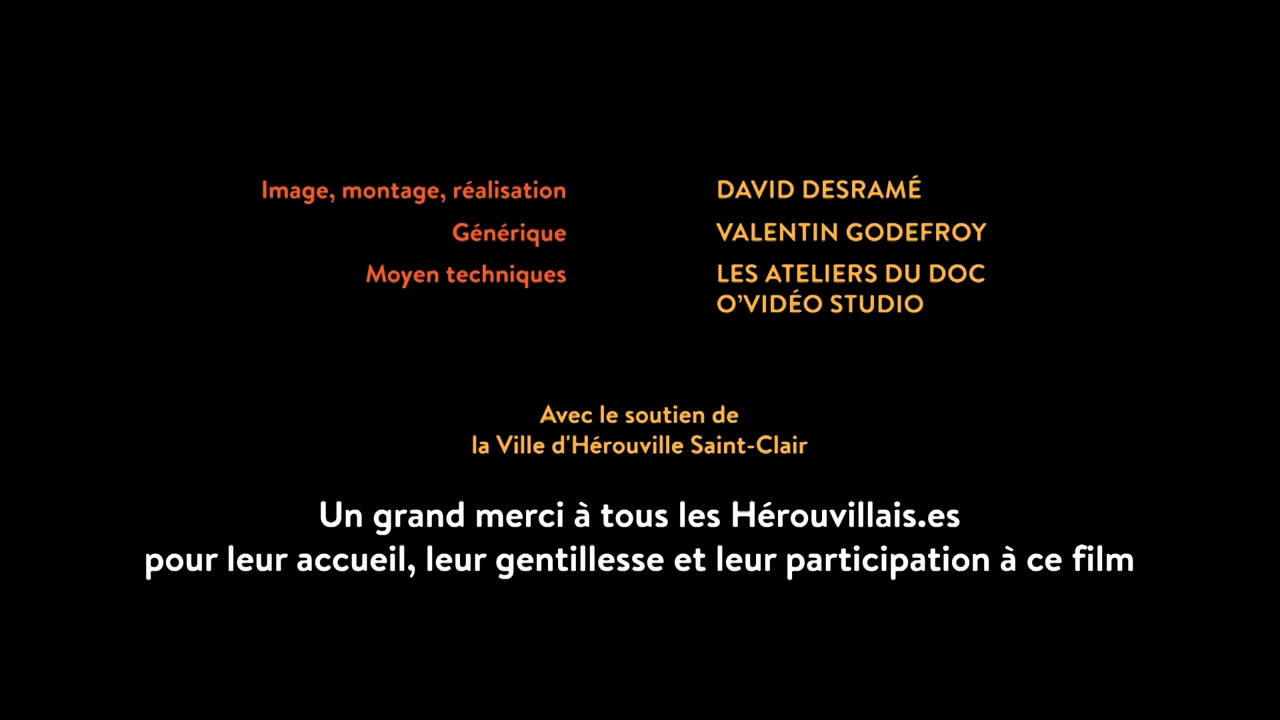 Image, montage, réalisation DAVID DESRAMÉ
Générique VALENTIN GODEFROY
Moyen techniques LES ATELIERS DU DOC
O’VIDÉO STUDIO
Avec le soutien de
la Ville d'Hérouville Saint-Clair
Un grand merci à tous les Hérouvillais.es
pour leur accueil, leur gentillesse et leur participation à ce film